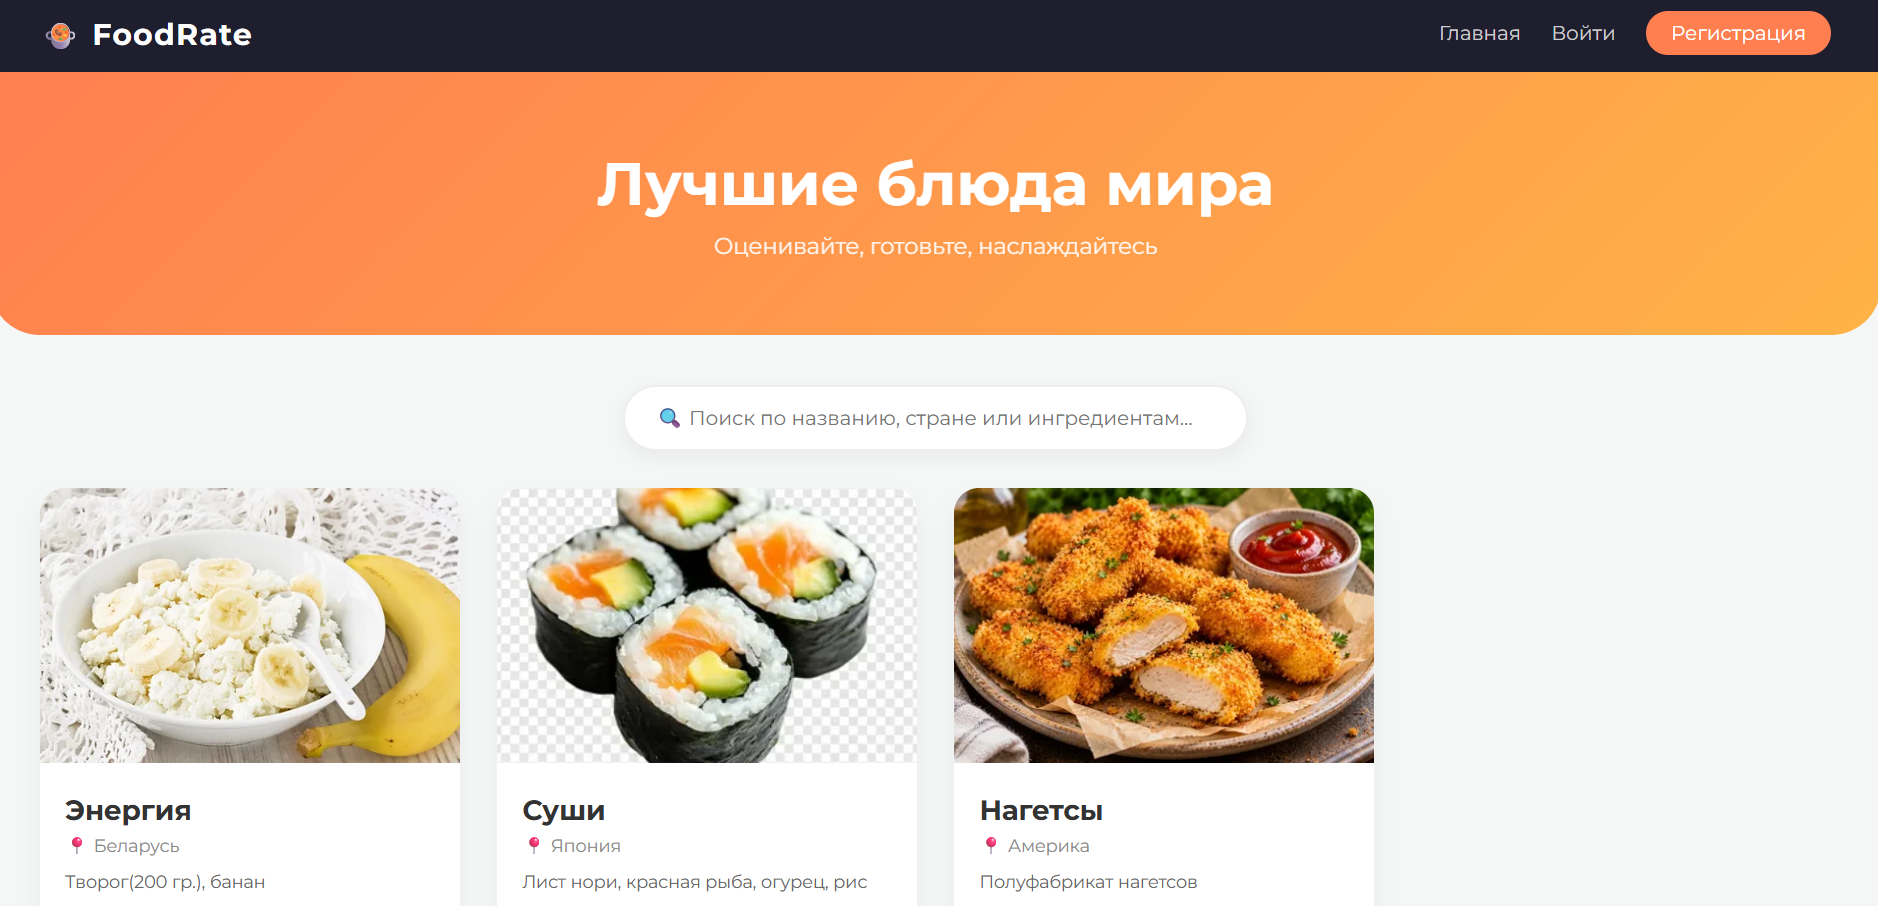 FoodRate
Главная Войти Регистрация
Лучшие блюда мира
Оценивайте, готовьте, наслаждайтесь
Поиск по названию, стране или ингредиентам...
Энергия
Беларусь
Творог(200 гр.), банан
Суши
Япония
Лист нори, красная рыба, огурец, рис
Нагетсы
Америка
Полуфабрикат нагетсов